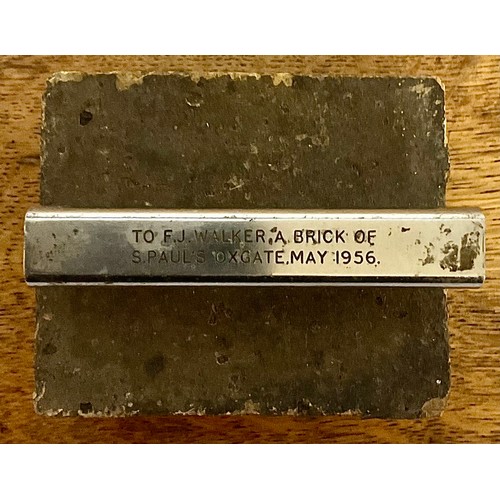 TO F.J. WALKER, A BRICK OF
S.PAUL'S OXGATE, MAY 1956.